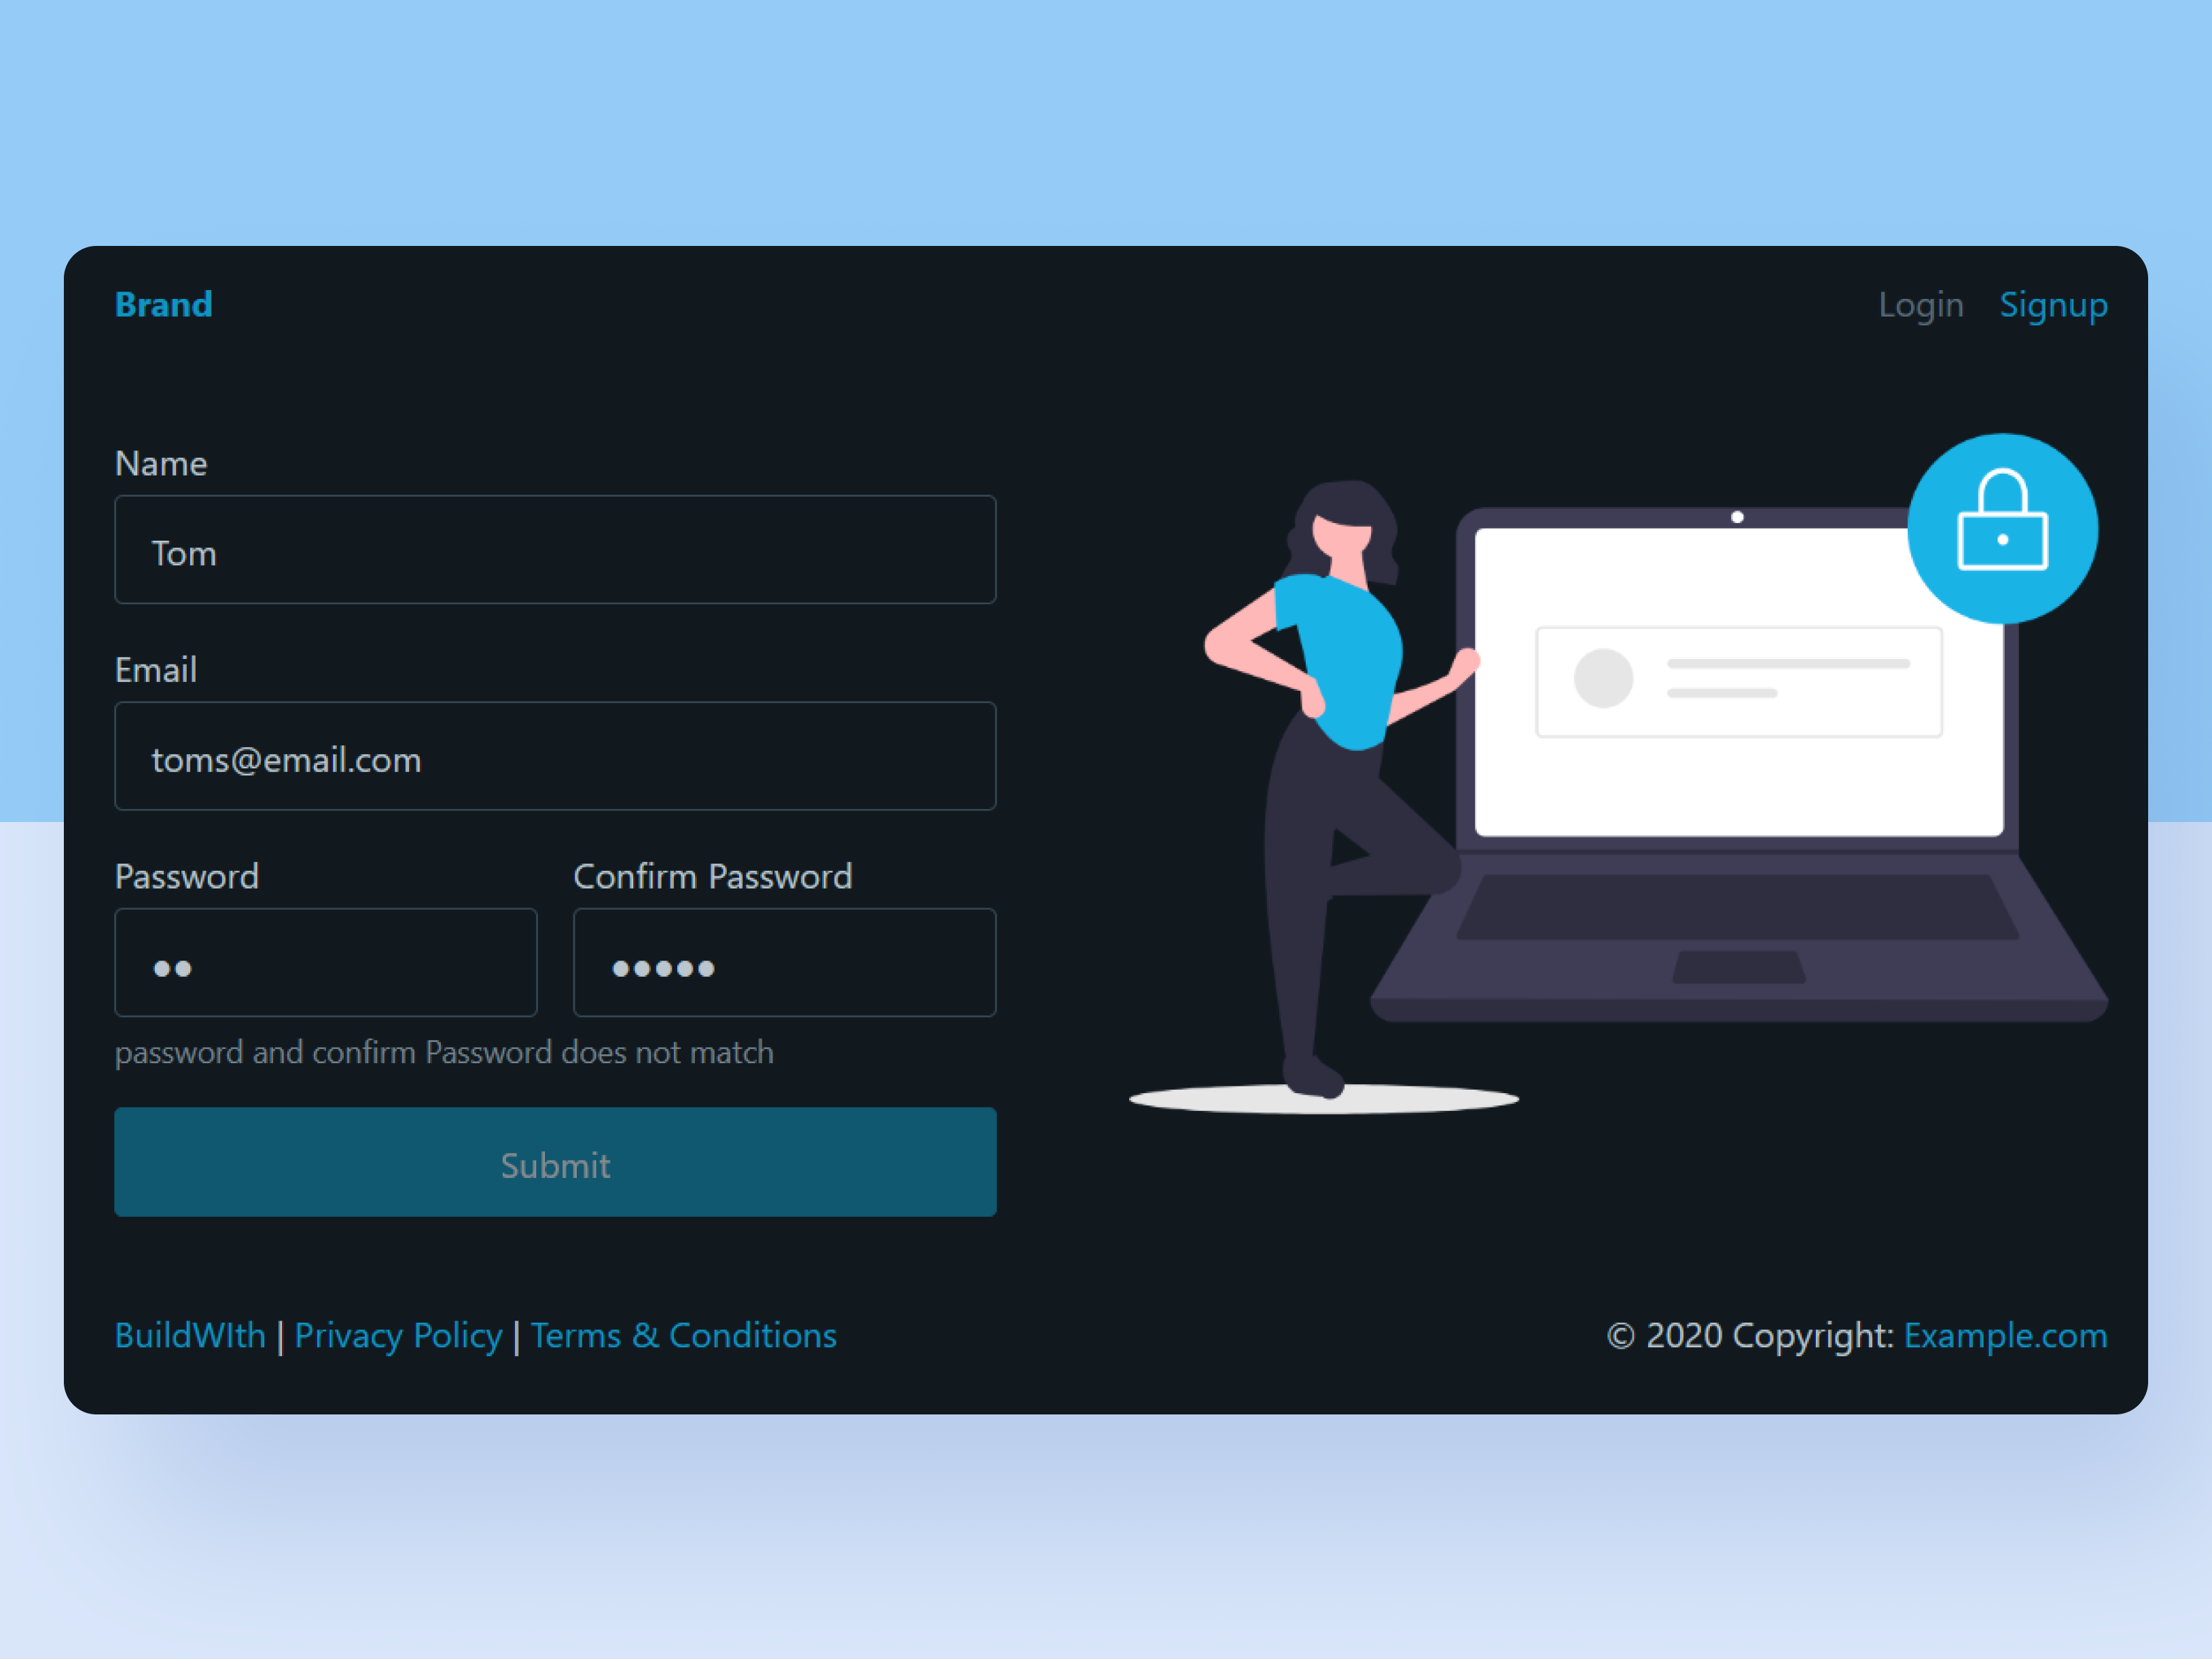 Brand
Login Signup
Name
Tom
Email
toms@email.com
Password Confirm Password
●● ●●●●●
password and confirm Password does not match
Submit
BuildWIth | Privacy Policy | Terms & Conditions
© 2020 Copyright: Example.com